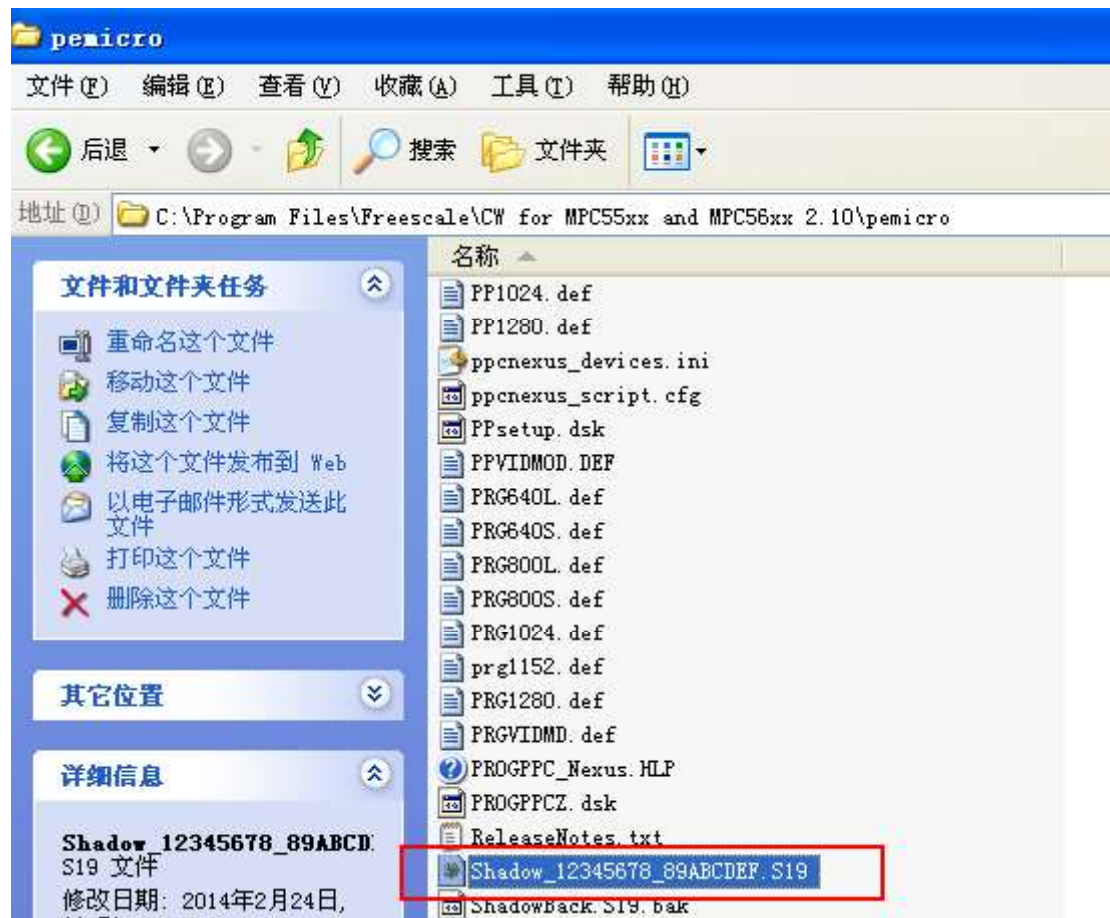 pemicro
文件(F) 编辑(E) 查看(V) 收藏(A) 工具(T) 帮助(H)
后退 搜索 文件夹
地址(D) C:\Program Files\Freescale\CW for MPC55xx and MPC56xx 2.10\pemicro
文件和文件夹任务
重命名这个文件
移动这个文件
复制这个文件
将这个文件发布到 Web
以电子邮件形式发送此
文件
打印这个文件
删除这个文件
其它位置
详细信息
Shadow_12345678_89ABCD
S19 文件
修改日期: 2014年2月24日,
名称
PP1024.def
PP1280.def
ppcnexus_devices.ini
ppcnexus_script.cfg
PPsetup.dsk
PPVIDMOD.DEF
PRG640L.def
PRG640S.def
PRG800L.def
PRG800S.def
PRG1024.def
prg1152.def
PRG1280.def
PRGVIDMD.def
PROGPPC_Nexus.HLP
PROGPPCZ.dsk
ReleaseNotes.txt
Shadow_12345678_89ABCDEF.S19
ShadowBack.S19.bak